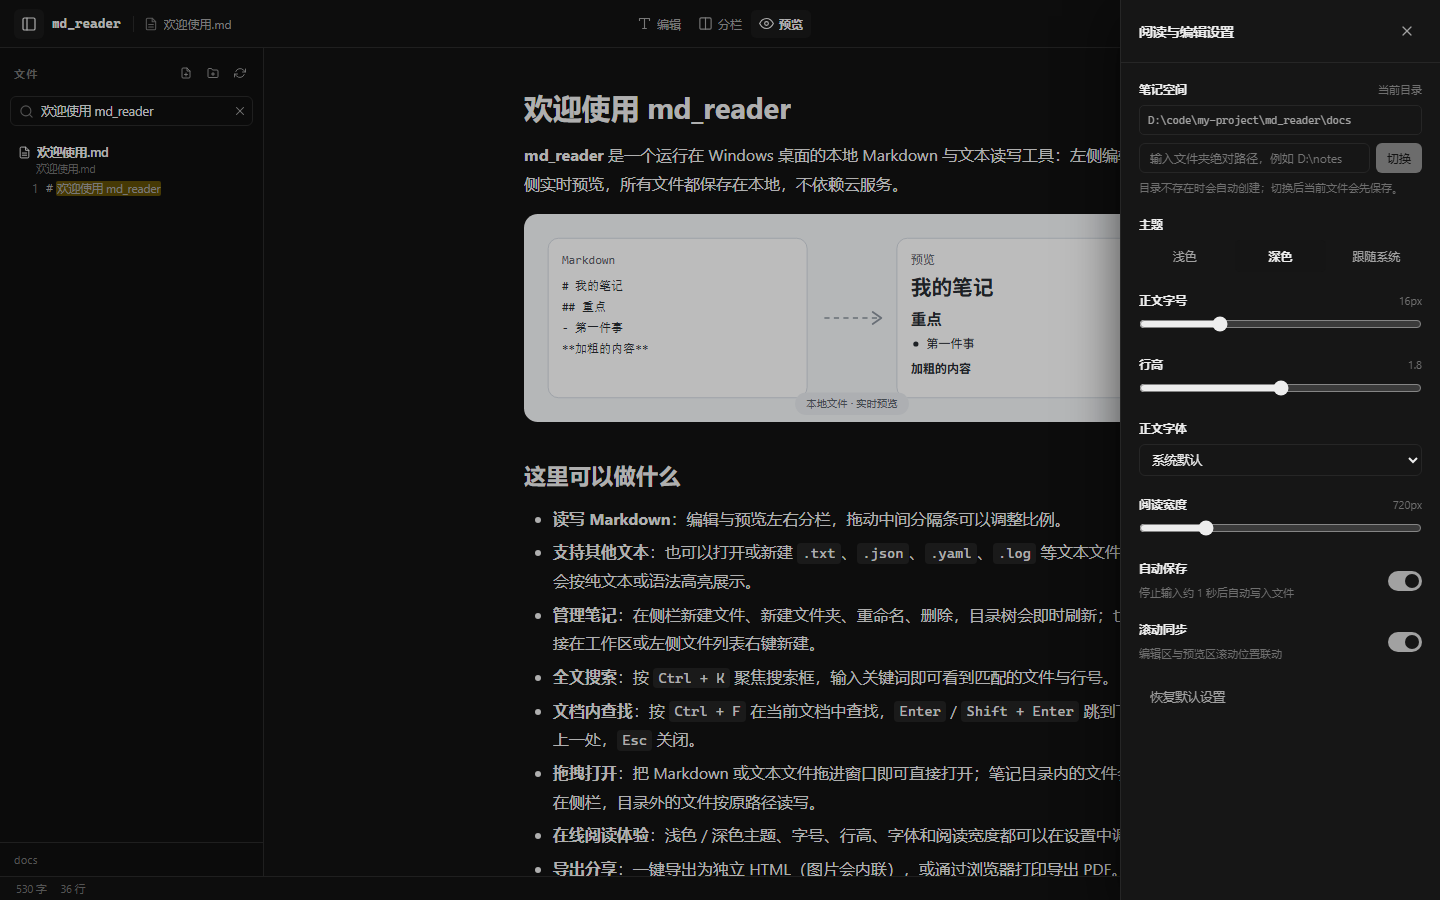 md_reader
欢迎使用.md
编辑
分栏
预览
文件
欢迎使用 md_reader
欢迎使用.md
欢迎使用.md
1 # 欢迎使用 md_reader
docs
530 字 36 行
欢迎使用 md_reader
md_reader 是一个运行在 Windows 桌面的本地 Markdown 与文本读写工具：左侧编辑
侧实时预览，所有文件都保存在本地，不依赖云服务。
Markdown
# 我的笔记
## 重点
- 第一件事
**加粗的内容**
预览
我的笔记
重点
• 第一件事
加粗的内容
本地文件 · 实时预览
这里可以做什么
• 读写 Markdown：编辑与预览左右分栏，拖动中间分隔条可以调整比例。
• 支持其他文本：也可以打开或新建 .txt、.json、.yaml、.log 等文本文件
会按纯文本或语法高亮展示。
• 管理笔记：在侧栏新建文件、新建文件夹、重命名、删除，目录树会即时刷新；
接在工作区或左侧文件列表右键新建。
• 全文搜索：按 Ctrl + K 聚焦搜索框，输入关键词即可看到匹配的文件与行号。
• 文档内查找：按 Ctrl + F 在当前文档中查找，Enter / Shift + Enter 跳到
上一处，Esc 关闭。
• 拖拽打开：把 Markdown 或文本文件拖进窗口即可直接打开；笔记目录内的文件
在侧栏，目录外的文件按原路径读写。
• 在线阅读体验：浅色 / 深色主题、字号、行高、字体和阅读宽度都可以在设置中
• 导出分享：一键导出为独立 HTML（图片会内联），或通过浏览器打印导出 PDF。
阅读与编辑设置
笔记空间 当前目录
D:\code\my-project\md_reader\docs
输入文件夹绝对路径，例如 D:\notes 切换
目录不存在时会自动创建；切换后当前文件会先保存。
主题
浅色 深色 跟随系统
正文字号 16px
行高 1.8
正文字体
系统默认
阅读宽度 720px
自动保存
停止输入约 1 秒后自动写入文件
滚动同步
编辑区与预览区滚动位置联动
恢复默认设置